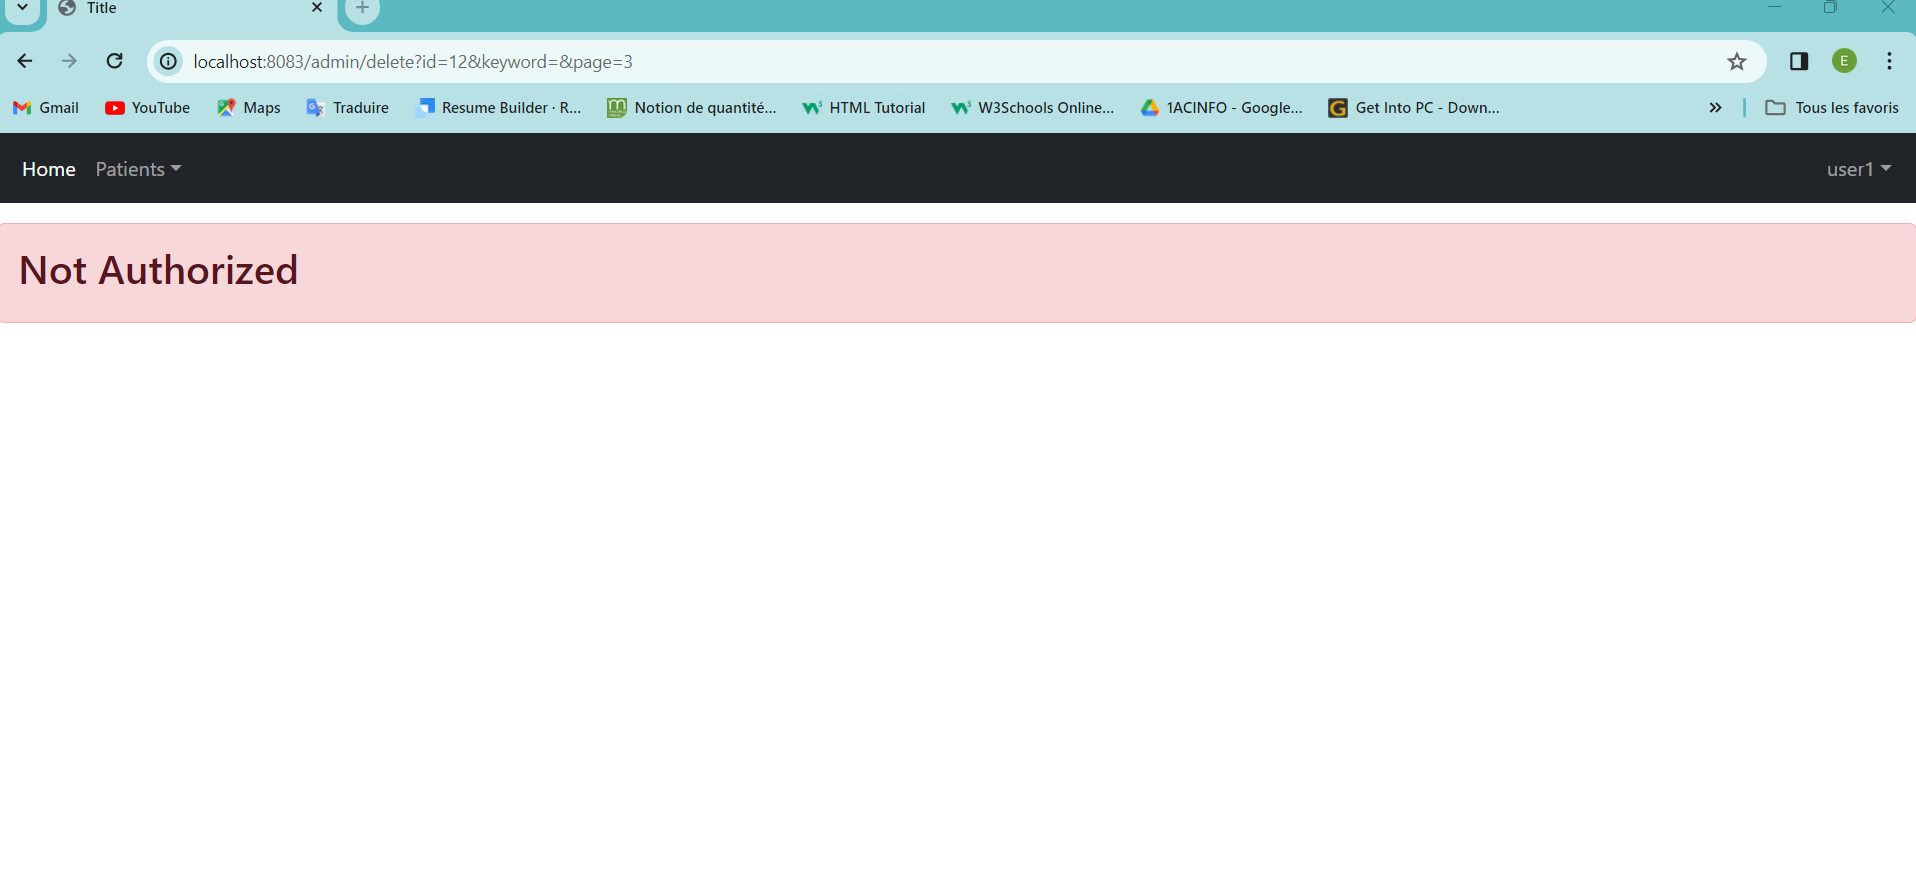 Title
localhost:8083/admin/delete?id=12&keyword=&page=3
E
Gmail YouTube Maps Traduire Resume Builder · R... Notion de quantité... HTML Tutorial W3Schools Online... 1ACINFO - Google... Get Into PC - Down... Tous les favoris
Home Patients user1
Not Authorized